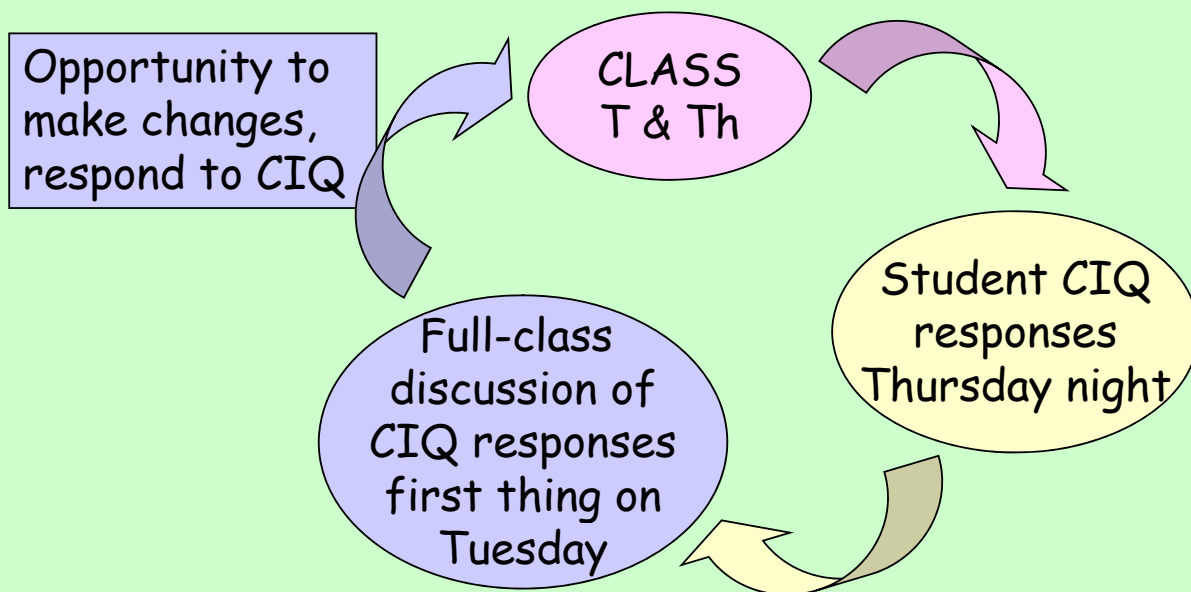 Opportunity to
make changes,
respond to CIQ
CLASS
T & Th
Student CIQ
responses
Thursday night
Full-class
discussion of
CIQ responses
first thing on
Tuesday